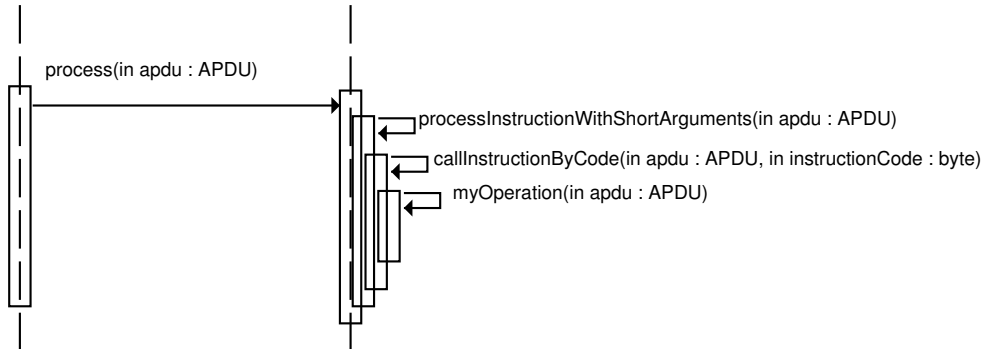 process(in apdu : APDU)
processInstructionWithShortArguments(in apdu : APDU)
callInstructionByCode(in apdu : APDU, in instructionCode : byte)
myOperation(in apdu : APDU)